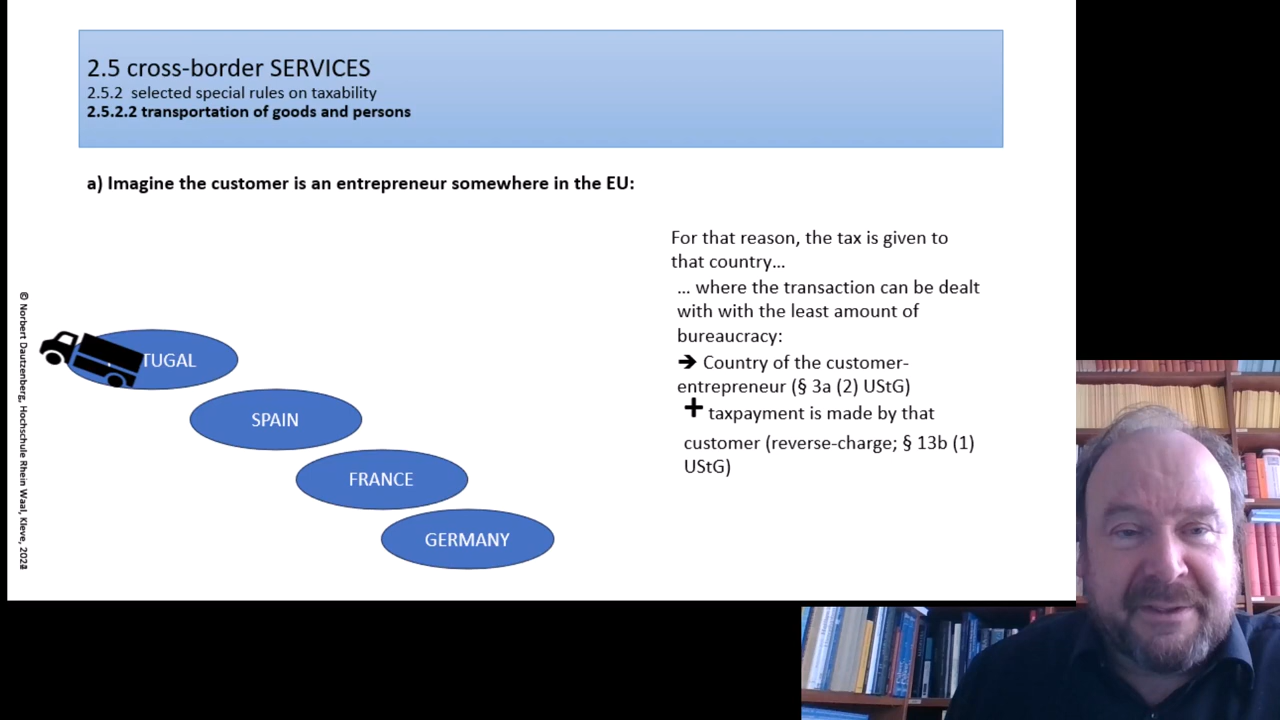 2.5 cross-border SERVICES
2.5.2 selected special rules on taxability
2.5.2.2 transportation of goods and persons
a) Imagine the customer is an entrepreneur somewhere in the EU:
For that reason, the tax is given to
that country…
… where the transaction can be dealt
with with the least amount of
bureaucracy:
➔ Country of the customer-
entrepreneur (§ 3a (2) UStG)
+ taxpayment is made by that
customer (reverse-charge; § 13b (1)
UStG)
TUGAL
SPAIN
FRANCE
GERMANY
© Norbert Dautzenberg, Hochschule Rhein Waal, Kleve,